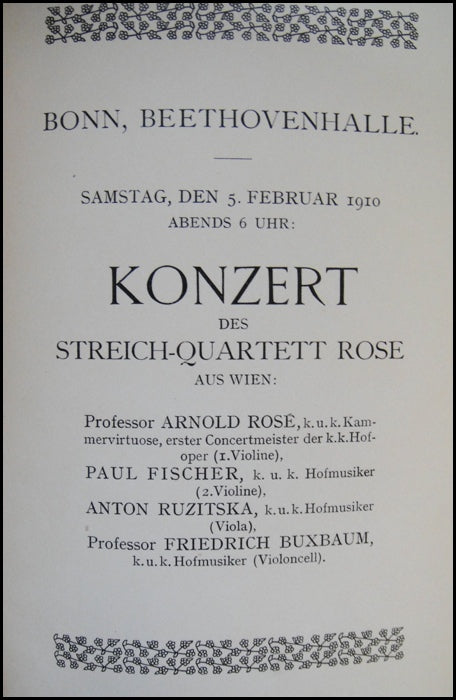 BONN, BEETHOVENHALLE.
SAMSTAG, DEN 5. FEBRUAR 1910
ABENDS 6 UHR:
KONZERT
DES
STREICH-QUARTETT ROSE
AUS WIEN:
Professor ARNOLD ROSÉ, k. u. k. Kam-
mervirtuose, erster Concertmeister der k.k. Hof-
oper (1. Violine),
PAUL FISCHER, k. u. k. Hofmusiker
(2. Violine),
ANTON RUZITSKA, k. u. k. Hofmusiker
(Viola),
Professor FRIEDRICH BUXBAUM,
k. u. k. Hofmusiker (Violoncell).